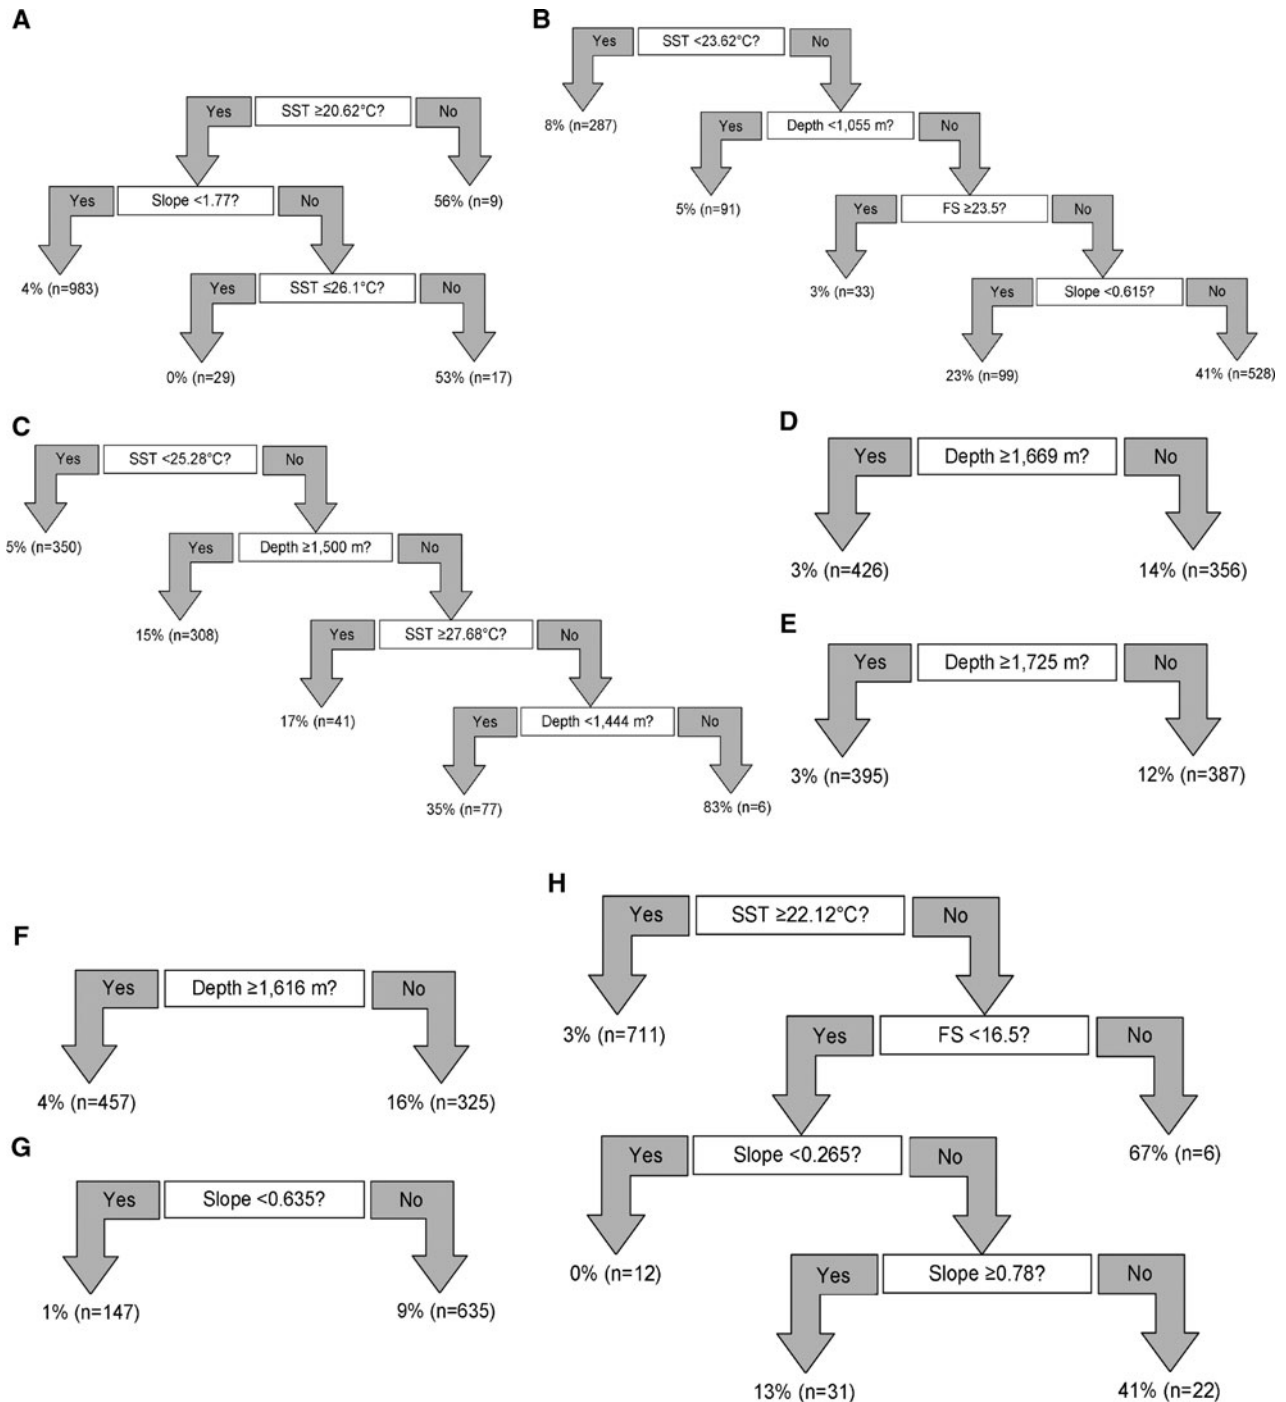 A
Yes SST ≥20.62°C? No
Yes Slope <1.77? No
56% (n=9)
4% (n=983)
Yes SST ≤26.1°C? No
0% (n=29)
53% (n=17)
B
Yes SST <23.62°C? No
8% (n=287)
Yes Depth <1,055 m? No
5% (n=91)
Yes FS ≥23.5? No
3% (n=33)
Yes Slope <0.615? No
23% (n=99)
41% (n=528)
C
Yes SST <25.28°C? No
5% (n=350)
Yes Depth ≥1,500 m? No
15% (n=308)
Yes SST ≥27.68°C? No
17% (n=41)
Yes Depth <1,444 m? No
35% (n=77)
83% (n=6)
D
Yes Depth ≥1,669 m? No
3% (n=426)
14% (n=356)
E
Yes Depth ≥1,725 m? No
3% (n=395)
12% (n=387)
F
Yes Depth ≥1,616 m? No
4% (n=457)
16% (n=325)
G
Yes Slope <0.635? No
1% (n=147)
9% (n=635)
H
Yes SST ≥22.12°C? No
3% (n=711)
Yes FS <16.5? No
67% (n=6)
Yes Slope <0.265? No
0% (n=12)
Yes Slope ≥0.78? No
13% (n=31)
41% (n=22)